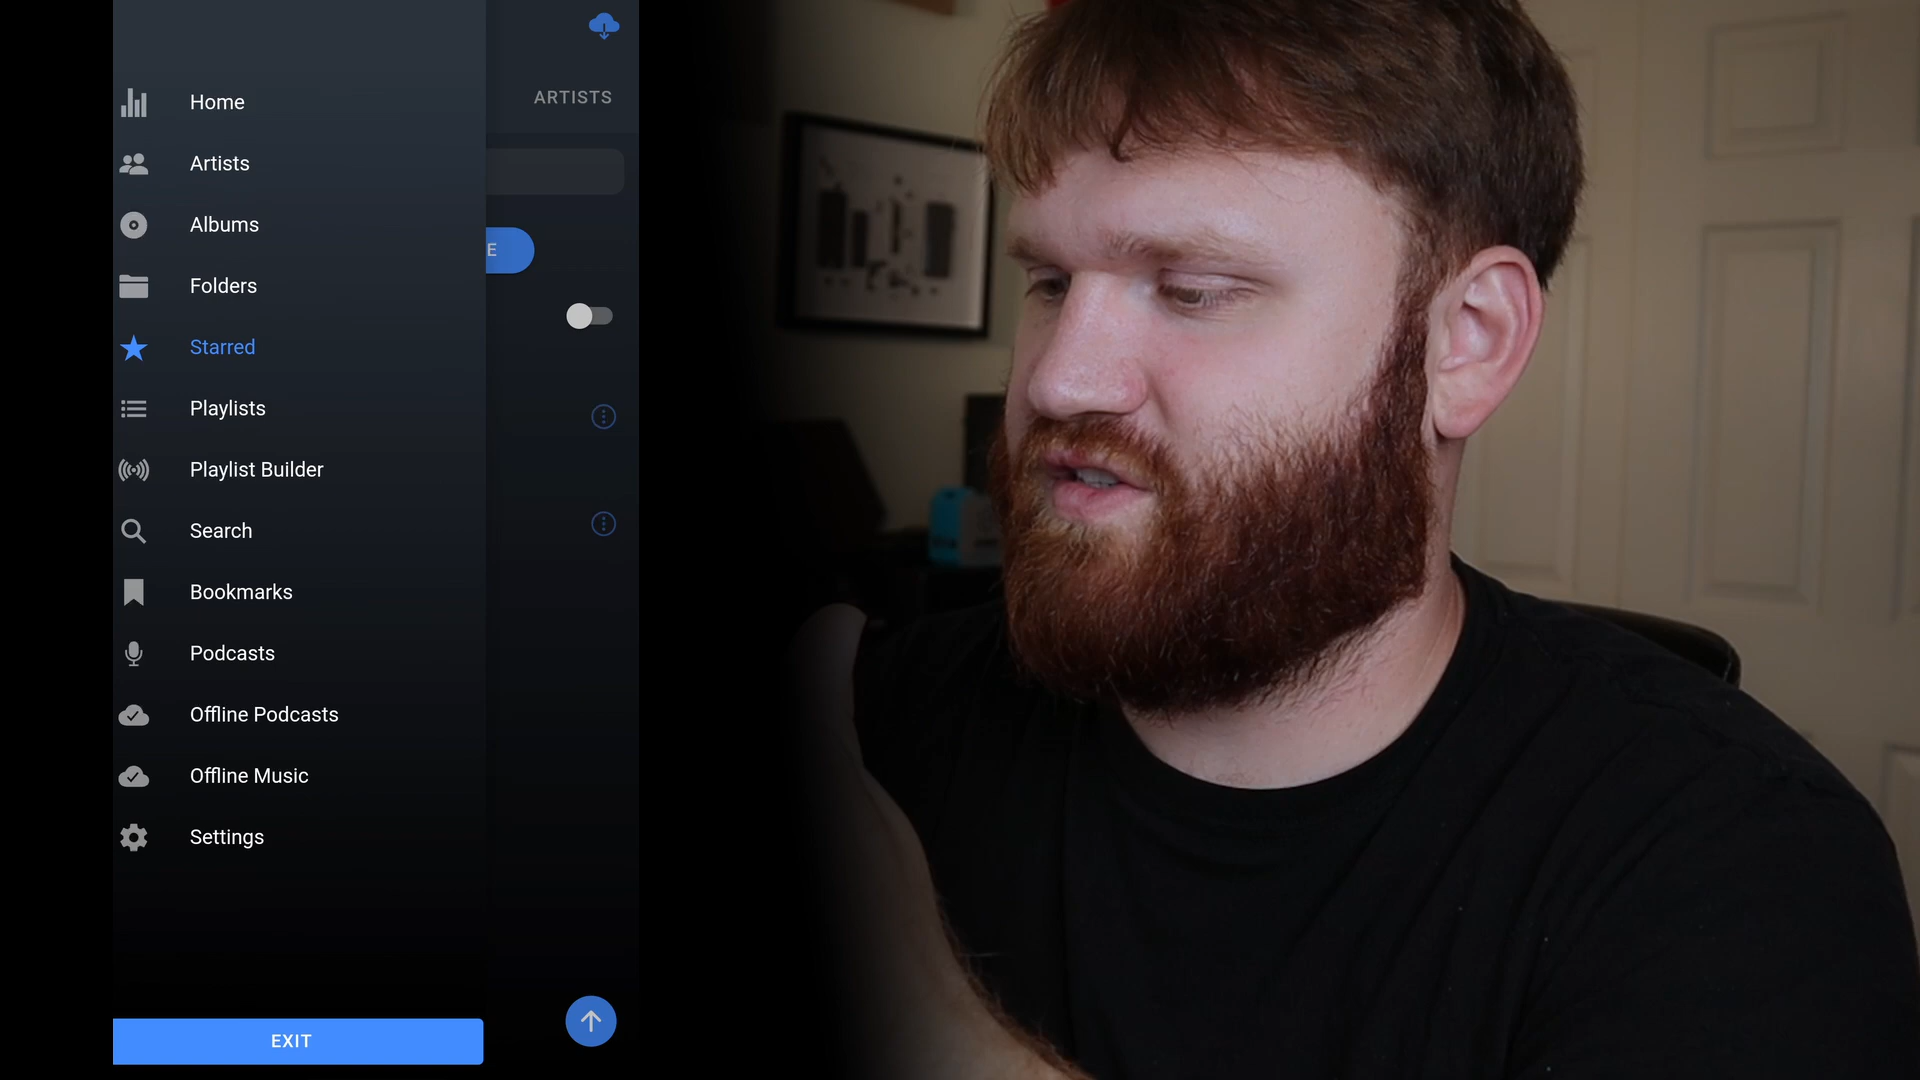 Home
ARTISTS
Artists
Albums
E
Folders
Starred
Playlists
Playlist Builder
Search
Bookmarks
Podcasts
Offline Podcasts
Offline Music
Settings
EXIT